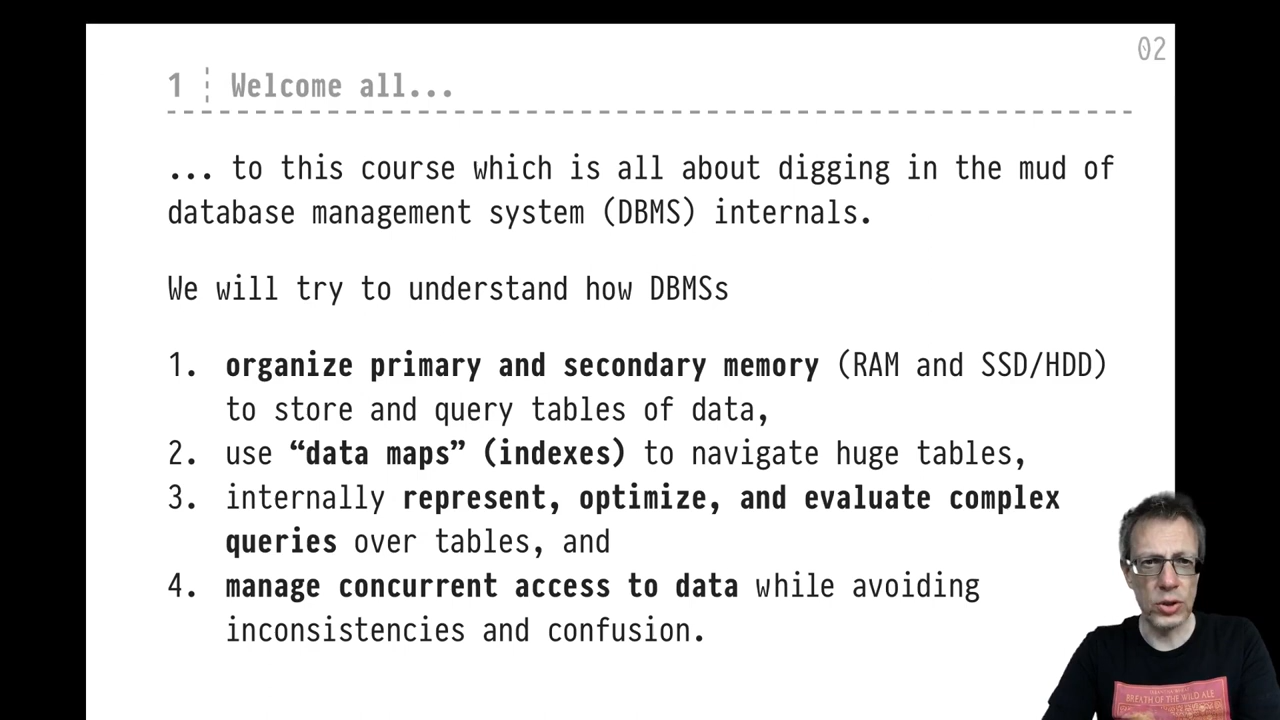 02
1 Welcome all...
... to this course which is all about digging in the mud of
database management system (DBMS) internals.
We will try to understand how DBMSs
1. organize primary and secondary memory (RAM and SSD/HDD)
to store and query tables of data,
2. use “data maps” (indexes) to navigate huge tables,
3. internally represent, optimize, and evaluate complex
queries over tables, and
4. manage concurrent access to data while avoiding
inconsistencies and confusion.
BREATH OF THE WILD ALE